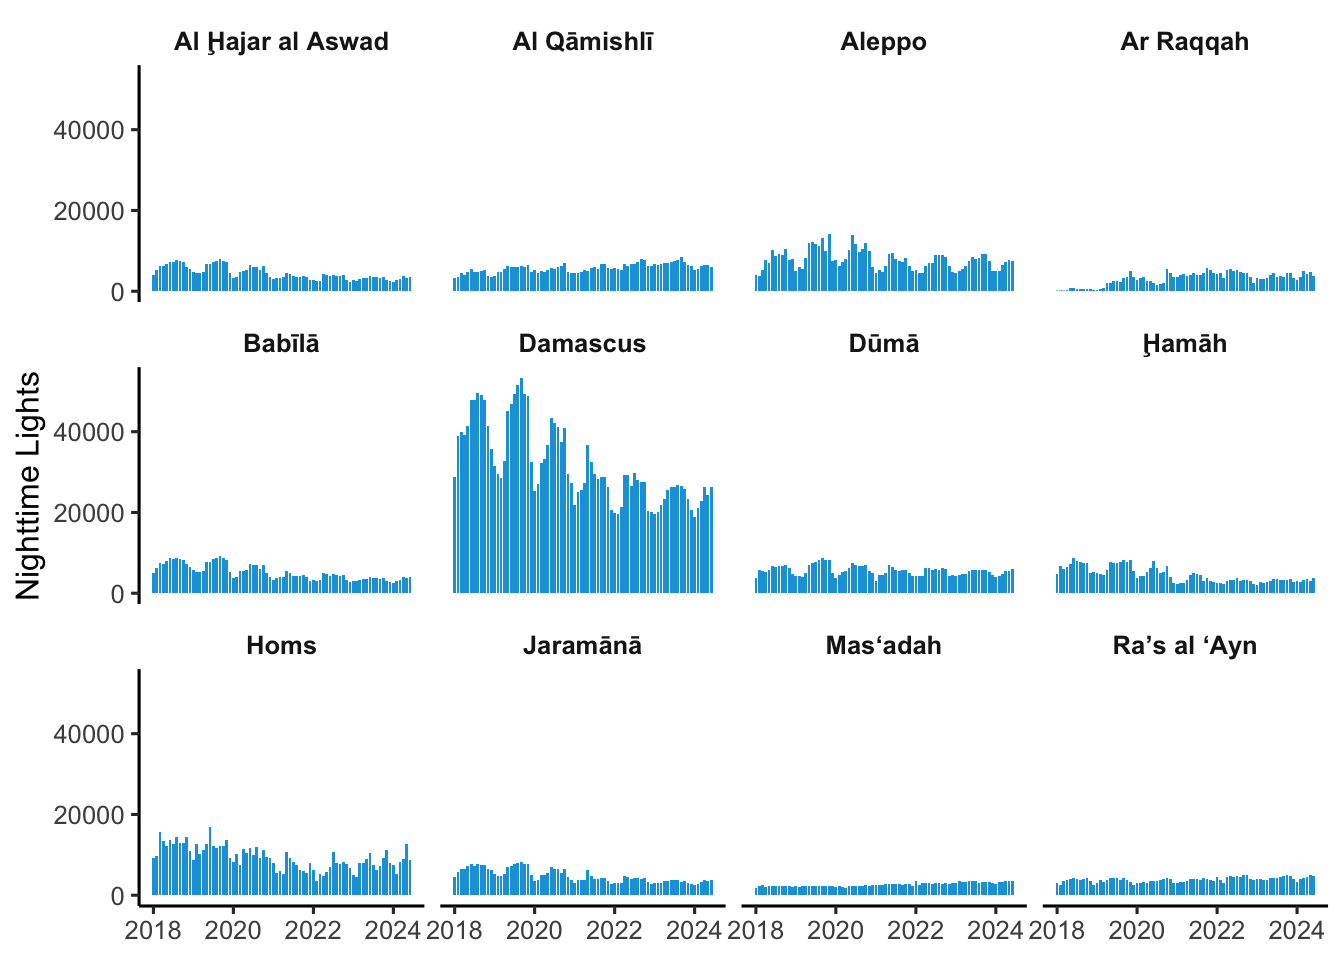 Al Ḩajar al Aswad
Al Qāmishlī
Aleppo
Ar Raqqah
40000
20000
0
Babīlā
Damascus
Dūmā
Ḩamāh
Nighttime Lights
40000
20000
0
Homs
Jaramānā
Mas‘adah
Ra’s al ‘Ayn
40000
20000
0
2018 2020 2022 2024
2018 2020 2022 2024
2018 2020 2022 2024
2018 2020 2022 2024